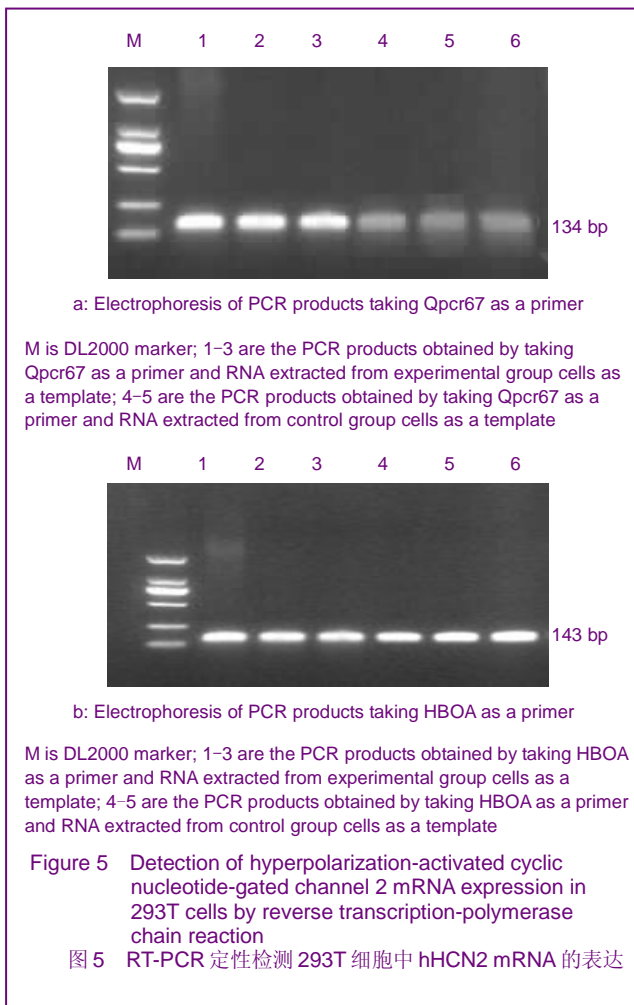 M 1 2 3 4 5 6
134 bp
a: Electrophoresis of PCR products taking Qpcr67 as a primer
M is DL2000 marker; 1-3 are the PCR products obtained by taking
Qpcr67 as a primer and RNA extracted from experimental group cells as
a template; 4-5 are the PCR products obtained by taking Qpcr67 as a
primer and RNA extracted from control group cells as a template
M 1 2 3 4 5 6
143 bp
b: Electrophoresis of PCR products taking HBOA as a primer
M is DL2000 marker; 1-3 are the PCR products obtained by taking HBOA
as a primer and RNA extracted from experimental group cells as a
template; 4-5 are the PCR products obtained by taking HBOA as a primer
and RNA extracted from control group cells as a template
Figure 5 Detection of hyperpolarization-activated cyclic
nucleotide-gated channel 2 mRNA expression in
293T cells by reverse transcription-polymerase
chain reaction
图 5 RT-PCR 定性检测 293T 细胞中 hHCN2 mRNA 的表达